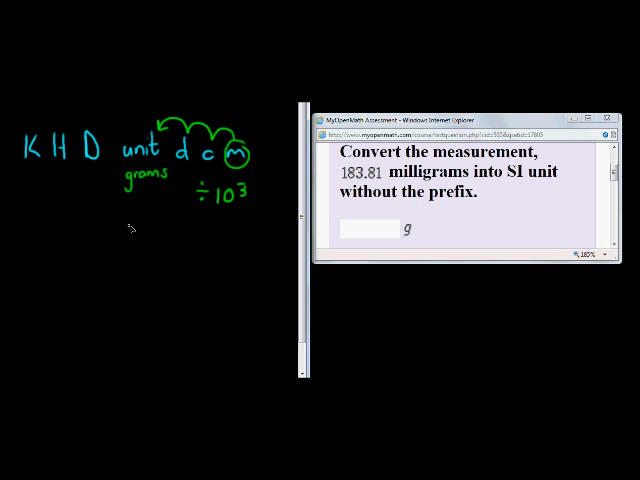 K H D unit d c m
grams
÷ 10³
MyOpenMath Assessment - Windows Internet Explorer
Convert the measurement,
183.81 milligrams into SI unit
without the prefix.
g
185%